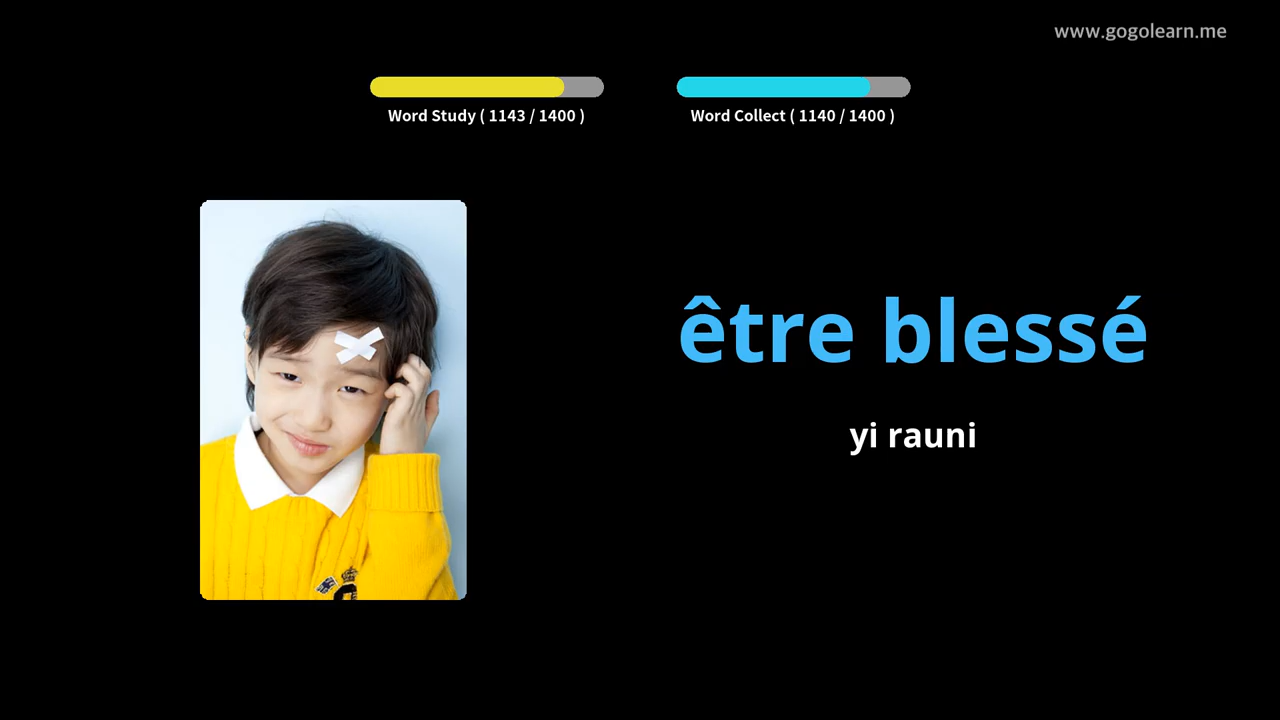 www.gogolearn.me
Word Study ( 1143 / 1400 )
Word Collect ( 1140 / 1400 )
être blessé
yi rauni